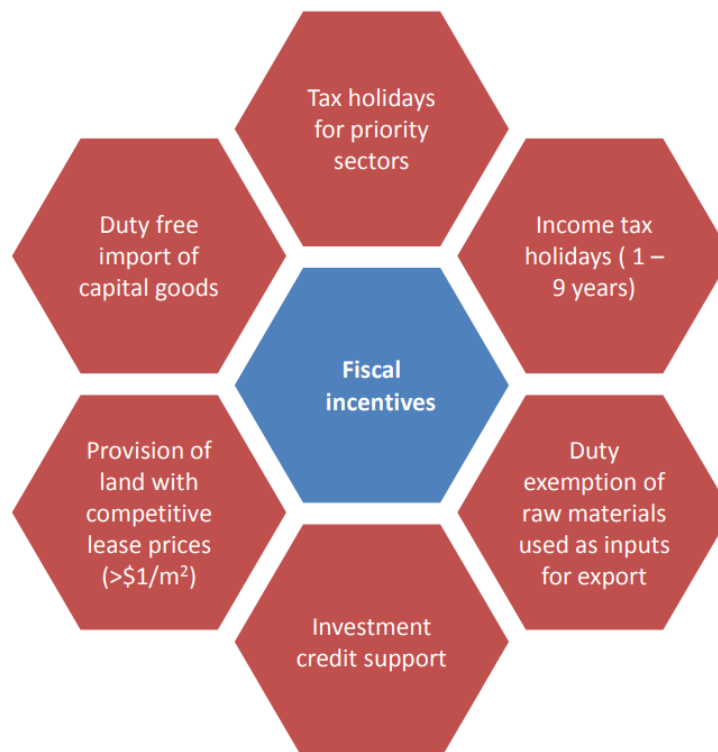 Tax holidays
for priority
sectors
Duty free
import of
capital goods
Income tax
holidays ( 1 –
9 years)
Fiscal
incentives
Provision of
land with
competitive
lease prices
(>$1/m²)
Duty
exemption of
raw materials
used as inputs
for export
Investment
credit support